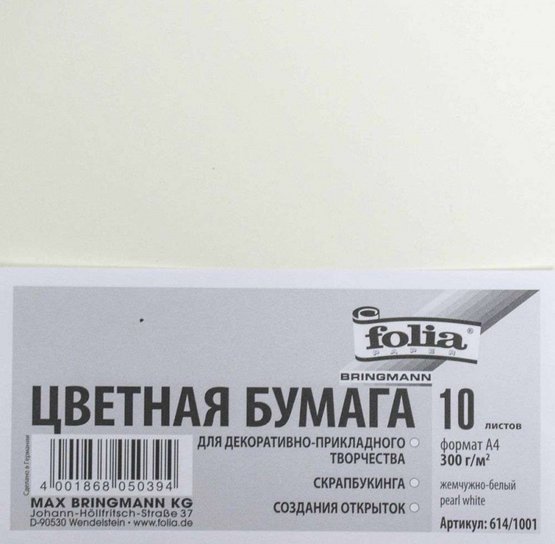 folia®
PAPER
BRINGMANN
ЦВЕТНАЯ БУМАГА
ДЛЯ ДЕКОРАТИВНО-ПРИКЛАДНОГО
ТВОРЧЕСТВА
СКРАПБУКИНГА
СОЗДАНИЯ ОТКРЫТОК
10 листов
формат А4
300 г/м²
жемчужно-белый
pearl white
Артикул: 614/1001
Сделано в Германии
4 001868 050394
MAX BRINGMANN KG
Johann-Höllfritsch-Straße 37
D-90530 Wendelstein • www.folia.de